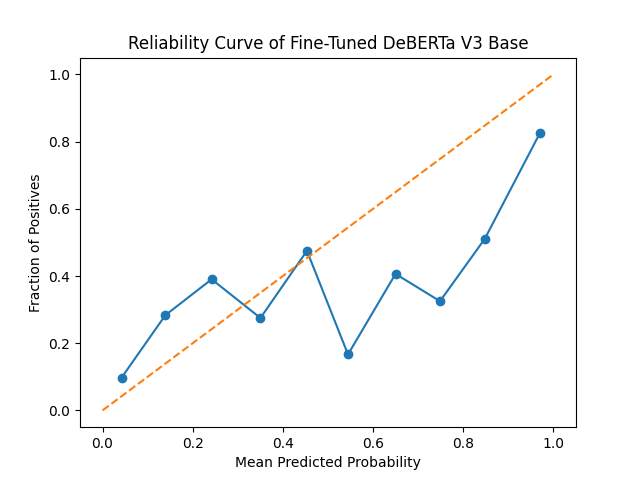 Reliability Curve of Fine-Tuned DeBERTa V3 Base
1.0
0.8
0.6
0.4
0.2
0.0
Fraction of Positives
0.0 0.2 0.4 0.6 0.8 1.0
Mean Predicted Probability